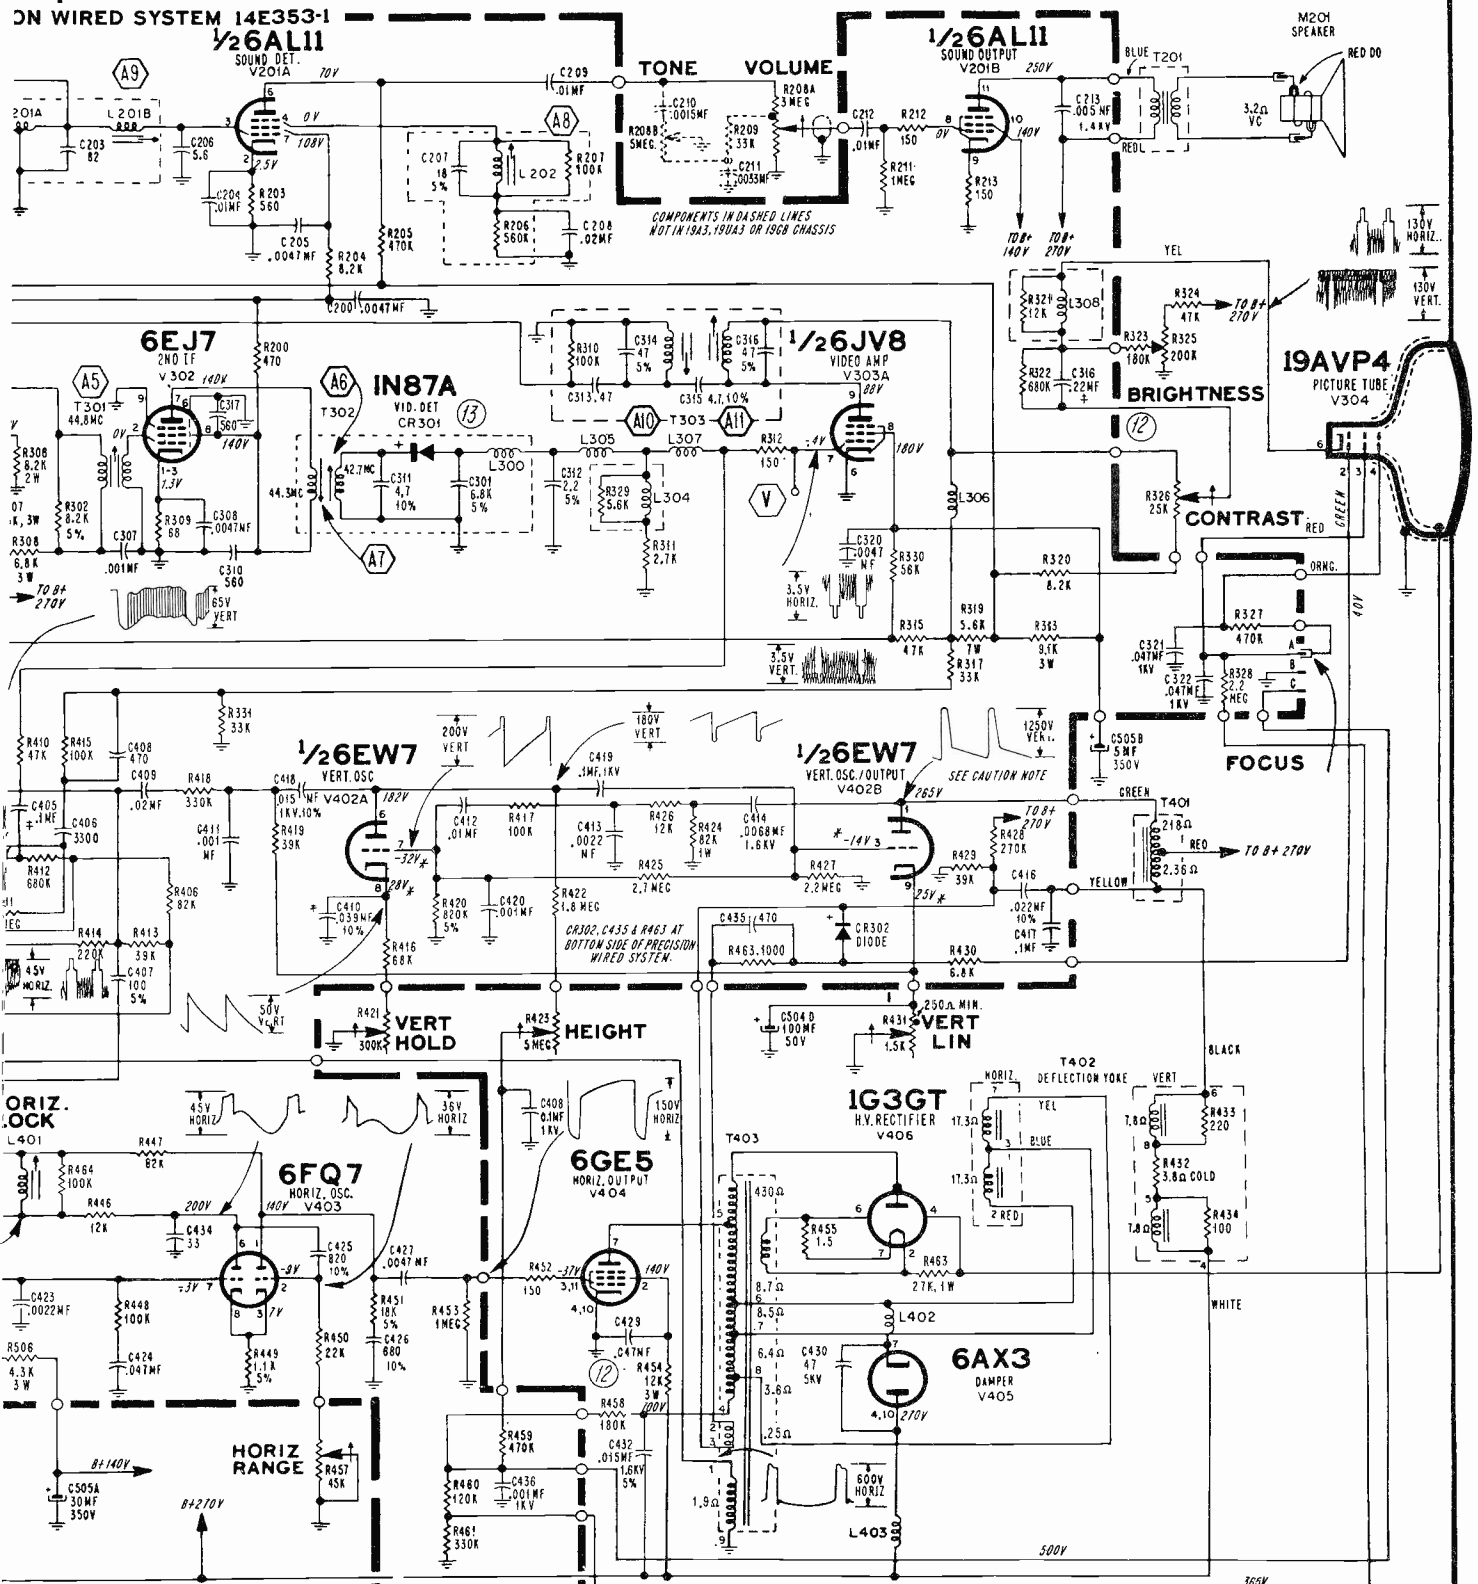 ON WIRED SYSTEM 14E353-1
½6AL11
SOUND DET.
V201A
70V
A9
201A
L201B
C203
82
C206
5.6
0V
108V
2.5V
C204
.01MF
R203
560
C205
.0047MF
R204
8.2K
R205
470K
C207
18
5%
L202
A8
R207
100K
R206
560K
C208
.02MF
C209
.01MF
TONE
VOLUME
C210
.0015MF
R208B
5MEG.
R208A
3MEG
R209
33K
C211
.0033MF
COMPONENTS IN DASHED LINES
NOT IN 19A3, 19UA3 OR 19GB CHASSIS
½6AL11
SOUND OUTPUT
V201B
250V
C212
.01MF
R212
150
0V
140V
R211
1MEG
R213
150
C213
.005MF
1.4KV
BLUE
T201
RED
M201
SPEAKER
RED DO
3.2Ω
VC
TO B+
140V
TO B+
270V
130V
HORIZ.
130V
VERT.
YEL
C200
.0047MF
R200
470
6EJ7
2ND IF
V302
140V
A5
T301
44.8MC
0V
C317
560
140V
1.3V
R306
8.2K
2W
R302
8.2K
5%
R308
6.8K
3W
C307
.001MF
R309
68
C308
.0047MF
C310
560
TO B+
270V
65V
VERT
A6
T302
42.7MC
44.3MC
A7
1N87A
VID. DET
CR301
13
C311
4.7
10%
C301
6.8K
5%
L300
C312
2.2
5%
L305
R329
5.6K
L304
R311
2.7K
L307
R310
100K
C314
47
5%
C316
47
5%
C313.47
C315 4.7,10%
A10
T303
A11
R312
150
V
½6JV8
VIDEO AMP
V303A
88V
-.4V
180V
L306
C320
.0047
MF
R330
56K
3.5V
HORIZ.
3.5V
VERT.
R315
47K
R319
5.6K
7W
R317
33K
R320
8.2K
R313
9.1K
3W
R321
12K
L308
R322
680K
C316
.22MF
R323
180K
R324
47K
R325
200K
TO B+
270V
BRIGHTNESS
12
R326
25K
CONTRAST
19AVP4
PICTURE TUBE
V304
GREEN
RED
ORNG.
40V
C321
.047MF
1KV
C322
.047MF
1KV
R327
470K
R328
2.2
MEG
A
B
C
FOCUS
R410
47K
R415
100K
C408
470
C409
.02MF
R418
330K
R331
33K
C405
.1MF
C406
3300
R412
680K
C411
.001
MF
R406
82K
R414
220K
R413
39K
C407
100
5%
45V
HORIZ.
½6EW7
VERT. OSC
V402A
C418
.015 MF
1KV,10%
R419
39K
182V
-32V*
28V*
C410
.039MF
10%
R416
68K
R420
820K
5%
C412
.01MF
R417
100K
C420
.001MF
200V
VERT
180V
VERT
50V
VERT
C419
.1MF,1KV
C413
.0022
MF
R426
12K
R424
82K
1W
C414
.0068MF
1.6KV
R425
2.7 MEG
R427
2.2MEG
R422
1.8 MEG
CR302, C435 & R463 AT
BOTTOM SIDE OF PRECISION
WIRED SYSTEM.
C435
470
R463,1000
CR302
DIODE
½6EW7
VERT. OSC./OUTPUT
V402B
1250V
VERT.
SEE CAUTION NOTE
265V
*-14V
25V*
R428
270K
TO B+
270V
R429
39K
C416
.022MF
10%
C417
.1MF
R430
6.8K
C505B
5MF
350V
GREEN
T401
218Ω
RED
TO B+ 270V
2.36Ω
YELLOW
BLACK
R421
300K
VERT
HOLD
R423
5MEG
HEIGHT
C504D
100MF
50V
R431
1.5K
250Ω MIN.
VERT
LIN
T402
DEFLECTION YOKE
HORIZ.
YEL
17.3Ω
BLUE
17.3Ω
RED
VERT
7.8Ω
R433
220
R432
3.8Ω COLD
7.8Ω
R434
100
WHITE
HORIZ.
LOCK
L401
R464
100K
R447
82K
R446
12K
C434
33
45V
HORIZ
36V
HORIZ
200V
140V
6FQ7
HORIZ. OSC.
V403
-.3V
-9V
7V
C425
820
10%
C423
.0022MF
R448
100K
C424
.047MF
R449
1.1K
5%
R450
22K
R451
18K
5%
C426
680
10%
C427
.0047MF
R453
1MEG
R452
150
C408
0.1MF
1KV
150V
HORIZ
6GE5
HORIZ. OUTPUT
V404
-37V
140V
C429
.47MF
12
R454
12K
3W
100V
R506
4.3K
3W
C505A
30MF
350V
B+140V
B+270V
HORIZ
RANGE
R457
45K
R458
180K
R459
470K
R460
120K
R461
330K
C436
.001MF
1KV
C432
.015MF
1.6KV
5%
T403
430Ω
8.7Ω
8.5Ω
6.4Ω
3.6Ω
.25Ω
1.9Ω
1G3GT
H.V. RECTIFIER
V406
R455
1.5
R463
27K,1W
L402
C430
47
5KV
6AX3
DAMPER
V405
270V
600V
HORIZ
L403
500V
365V